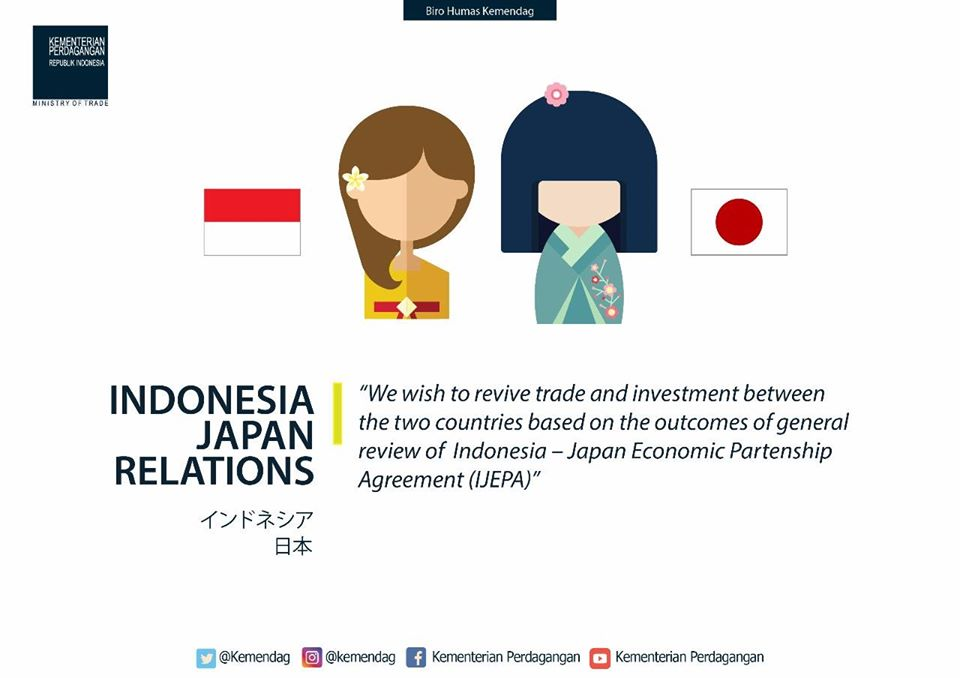 Biro Humas Kemendag
KEMENTERIAN
PERDAGANGAN
REPUBLIK INDONESIA
MINISTRY OF TRADE
INDONESIA
JAPAN
RELATIONS
インドネシア
日本
“We wish to revive trade and investment between
the two countries based on the outcomes of general
review of Indonesia – Japan Economic Partenship
Agreement (IJEPA)”
@Kemendag @kemendag Kementerian Perdagangan Kementerian Perdagangan